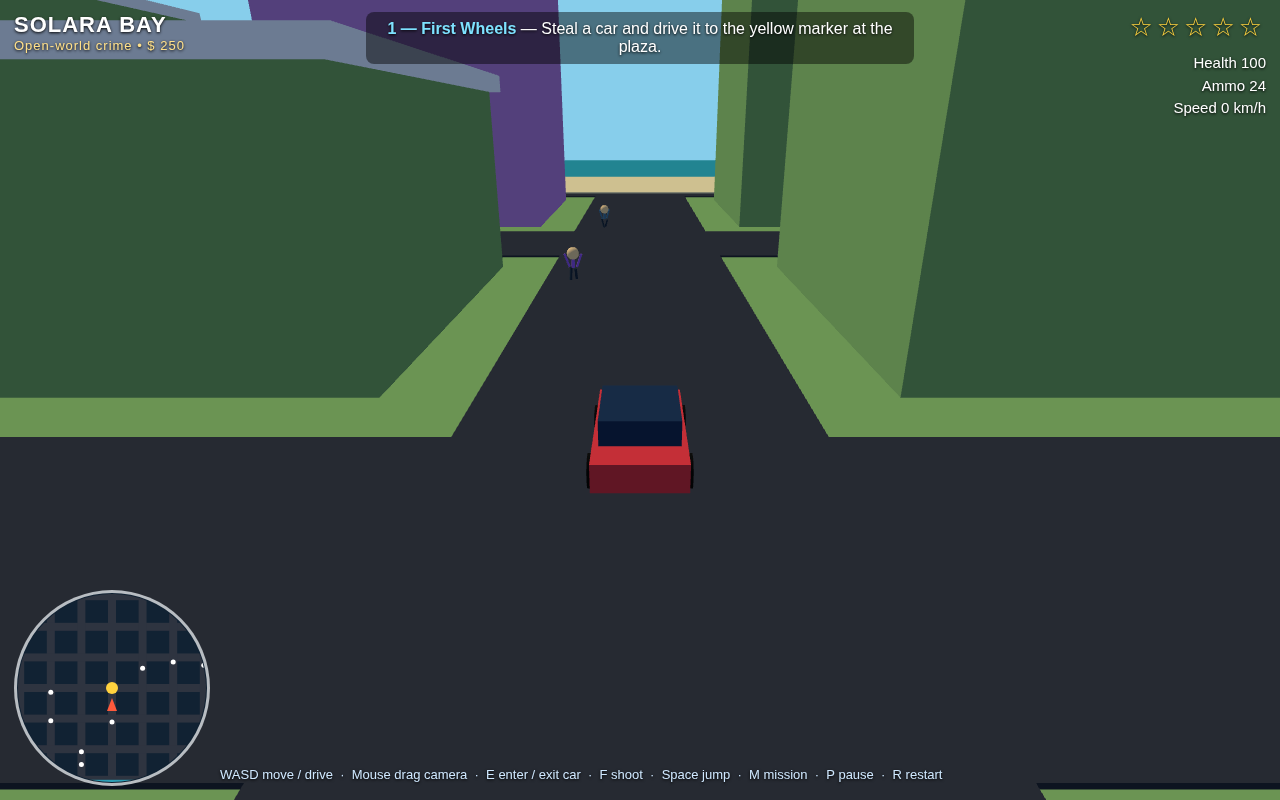 SOLARA BAY
Open-world crime • $ 250
1 — First Wheels — Steal a car and drive it to the yellow marker at the
plaza.
☆☆☆☆☆
Health 100
Ammo 24
Speed 0 km/h
WASD move / drive · Mouse drag camera · E enter / exit car · F shoot · Space jump · M mission · P pause · R restart